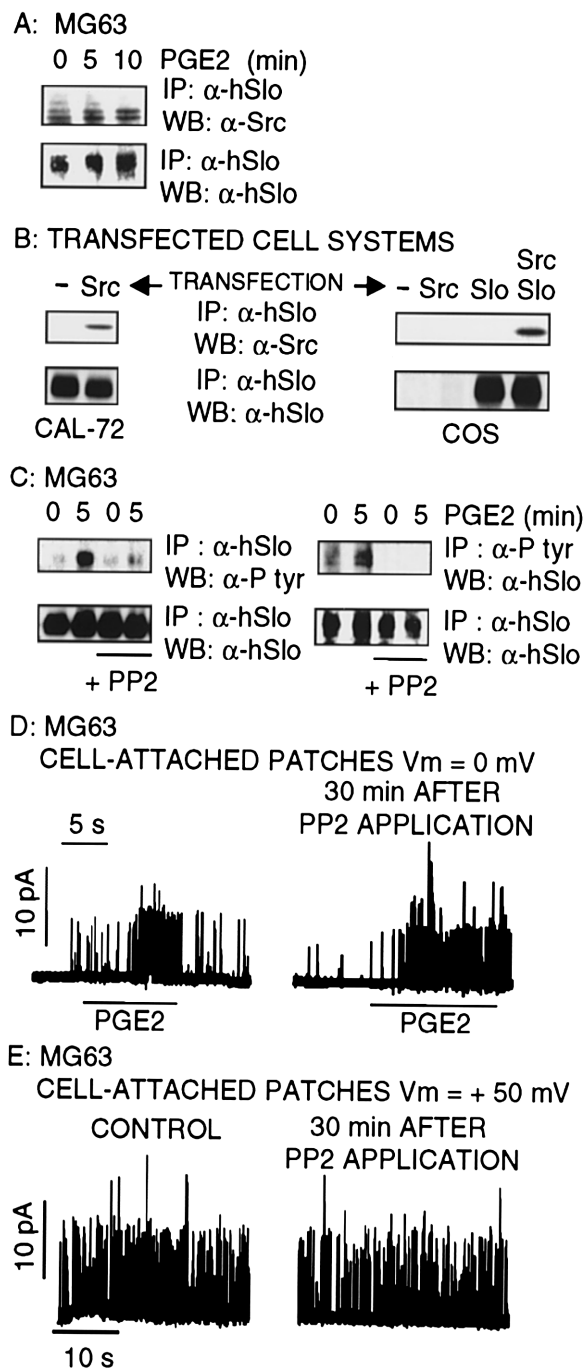 A: MG63
0 5 10 PGE2 (min)
IP: α-hSlo
WB: α-Src
IP: α-hSlo
WB: α-hSlo
B: TRANSFECTED CELL SYSTEMS
- Src TRANSFECTION - Src Slo Src Slo
IP: α-hSlo
WB: α-Src
IP: α-hSlo
WB: α-hSlo
CAL-72
COS
C: MG63
0 5 0 5
IP : α-hSlo
WB: α-P tyr
IP : α-hSlo
WB: α-hSlo
+ PP2
0 5 0 5 PGE2 (min)
IP : α-P tyr
WB: α-hSlo
IP : α-hSlo
WB: α-hSlo
+ PP2
D: MG63
CELL-ATTACHED PATCHES Vm = 0 mV
30 min AFTER
PP2 APPLICATION
5 s
10 pA
PGE2
PGE2
E: MG63
CELL-ATTACHED PATCHES Vm = + 50 mV
CONTROL
30 min AFTER
PP2 APPLICATION
10 pA
10 s